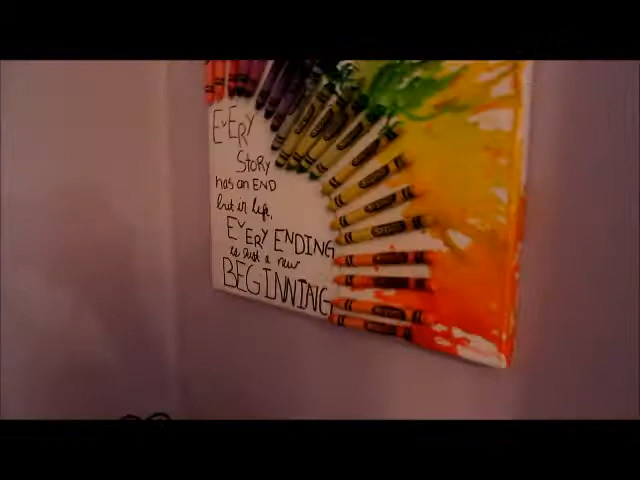 EVERY
STORY
has an END
but in life,
EVERY ENDING
is just a new
BEGINNING